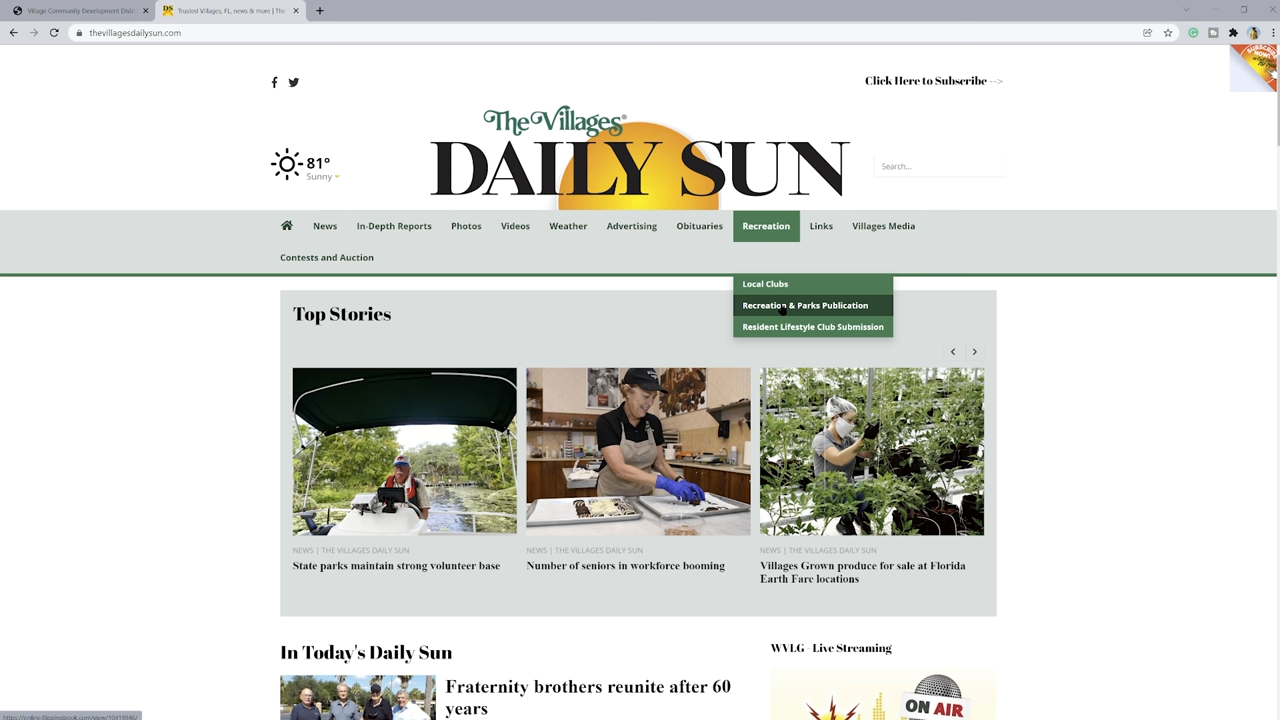 Village Community Development Distri
Trusted Villages, FL, news & more | The
thevillagesdailysun.com
SUBSCRIBE
NOW!
Click Here to Subscribe -->
The Villages®
DAILY SUN
81°
Sunny
Search...
News
In-Depth Reports
Photos
Videos
Weather
Advertising
Obituaries
Recreation
Links
Villages Media
Contests and Auction
Local Clubs
Recreation & Parks Publication
Resident Lifestyle Club Submission
Top Stories
NEWS | THE VILLAGES DAILY SUN
State parks maintain strong volunteer base
NEWS | THE VILLAGES DAILY SUN
Number of seniors in workforce booming
NEWS | THE VILLAGES DAILY SUN
Villages Grown produce for sale at Florida
Earth Fare locations
In Today's Daily Sun
Fraternity brothers reunite after 60
years
WVLG - Live Streaming
ON AIR